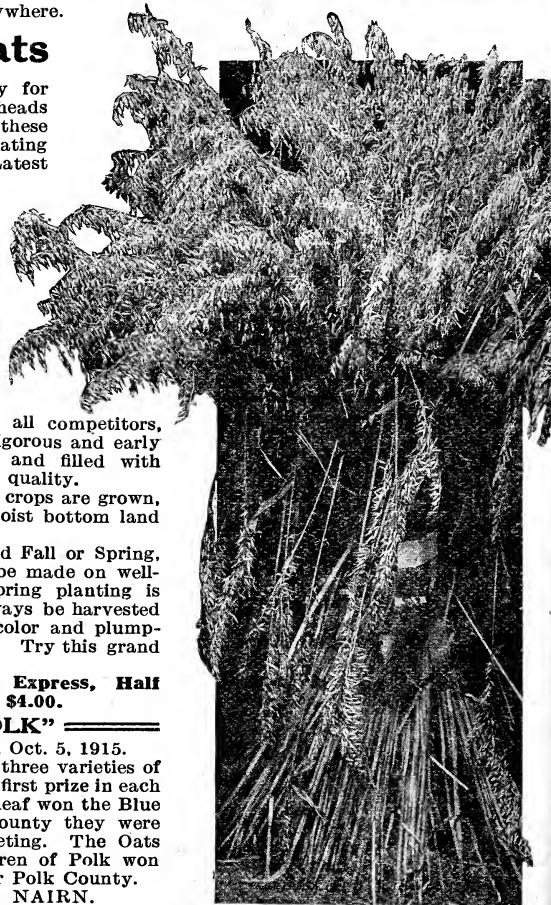 ywhere.
ats
y for
heads
these
ating
Latest
all competitors,
igorous and early
and filled with
quality.
crops are grown,
oist bottom land
d Fall or Spring,
be made on well-
pring planting is
ays be harvested
color and plump-
Try this grand
Express, Half
$4.00.
LK”
Oct. 5, 1915.
three varieties of
first prize in each
eaf won the Blue
ounty they were
eting. The Oats
ren of Polk won
r Polk County.
NAIRN.